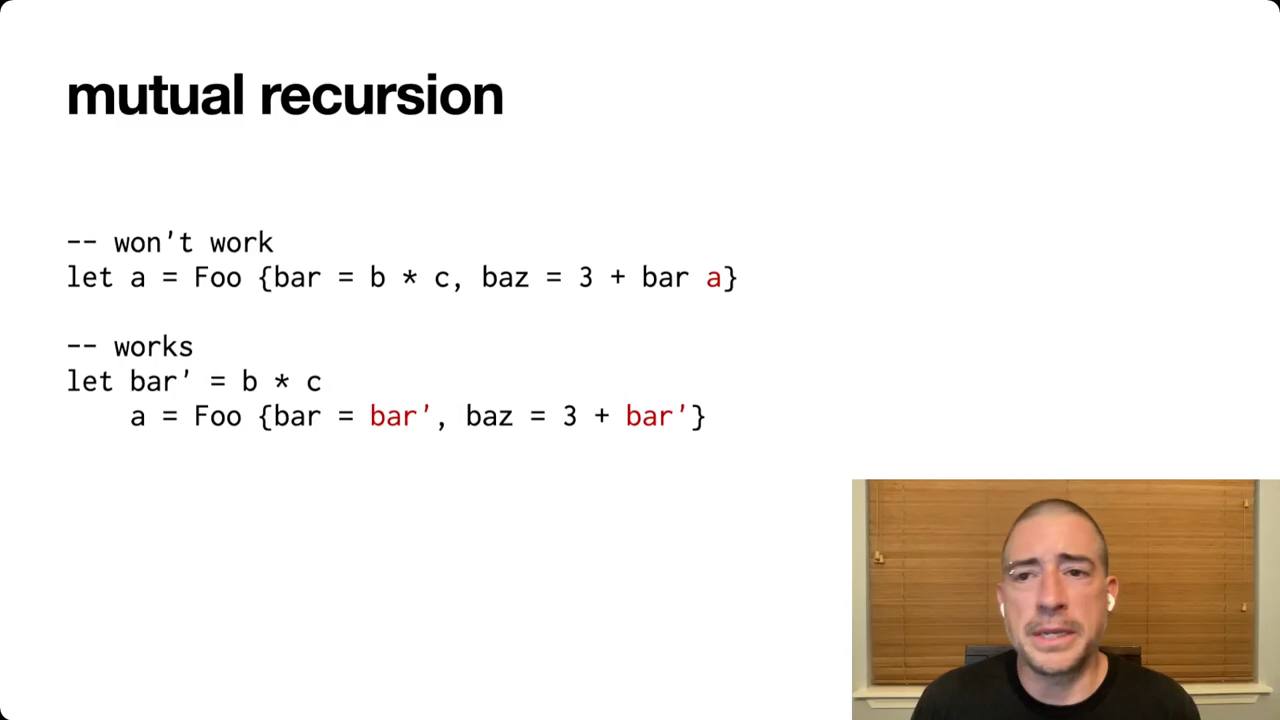 mutual recursion
-- won't work
let a = Foo {bar = b * c, baz = 3 + bar a}
-- works
let bar' = b * c
    a = Foo {bar = bar', baz = 3 + bar'}